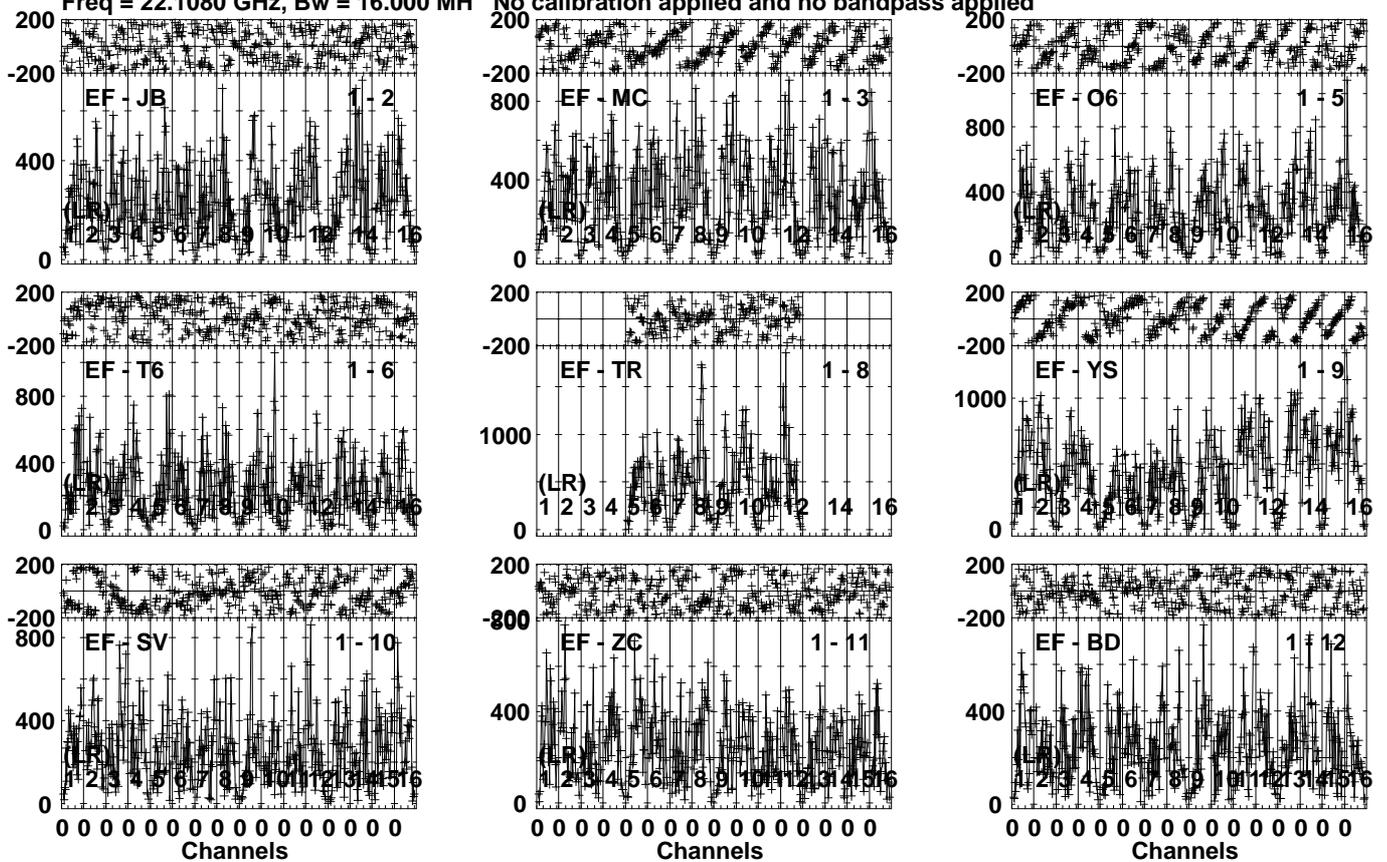 Freq = 22.1080 GHz, Bw = 16.000 MH No calibration applied and no bandpass applied
200 200 200
-200 -200 -200
EF - JB 1 - 2 EF - MC 1 - 3 EF - O6 1 - 5
800 800
400 400 400
(LR) (LR) (LR)
1 2 3 4 5 6 7 8 9 10 12 14 16 1 2 3 4 5 6 7 8 9 10 12 14 16 1 2 3 4 5 6 7 8 9 10 12 14 16
0 0 0
200 200 200
-200 -200 -200
EF - T6 1 - 6 EF - TR 1 - 8 EF - YS 1 - 9
800 1000
1000
400
(LR) (LR) (LR)
1 2 3 4 5 6 7 8 9 10 12 14 16 1 2 3 4 5 6 7 8 9 10 12 14 16 1 2 3 4 5 6 7 8 9 10 12 14 16
0 0 0
200 200 200
-200 -200 -200
800 800
EF - SV 1 - 10 EF - ZC 1 - 11 EF - BD 1 - 12
400 400 400
(LR) (LR) (LR)
1 2 3 4 5 6 7 8 9 10 11 12 13 14 15 16 1 2 3 4 5 6 7 8 9 10 11 12 13 14 15 16 1 2 3 4 5 6 7 8 9 10 11 12 13 14 15 16
0 0 0
0 0 0 0 0 0 0 0 0 0 0 0 0 0 0 0 0 0 0 0 0 0 0 0 0 0 0 0 0 0 0 0 0 0 0 0 0 0 0 0 0 0 0 0 0 0 0 0
Channels Channels Channels